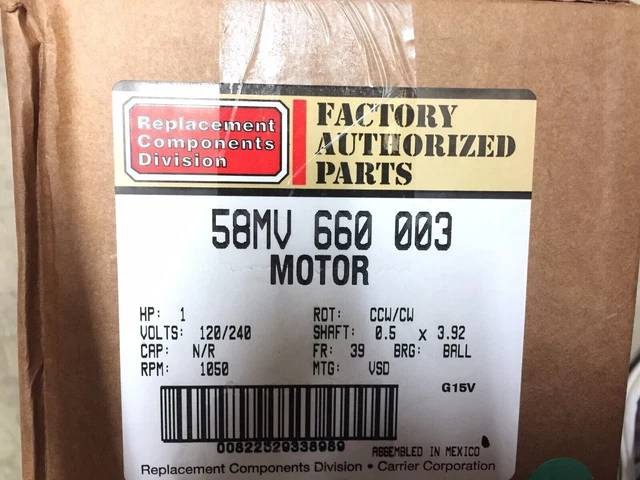 Replacement
Components
Division
FACTORY
AUTHORIZED
PARTS
58MV 660 003
MOTOR
HP: 1 ROT: CCW/CW
VOLTS: 120/240 SHAFT: 0.5 x 3.92
CAP: N/R FR: 39 BRG: BALL
RPM: 1050 MTG: VSD
G15V
00822529338989
ASSEMBLED IN MEXICO
Replacement Components Division • Carrier Corporation